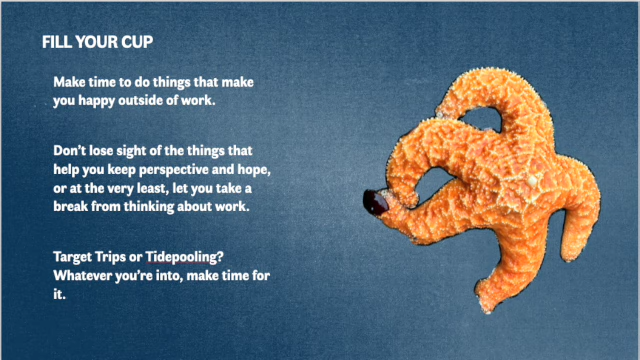 FILL YOUR CUP
Make time to do things that make
you happy outside of work.
Don't lose sight of the things that
help you keep perspective and hope,
or at the very least, let you take a
break from thinking about work.
Target Trips or Tidepooling?
Whatever you're into, make time for
it.